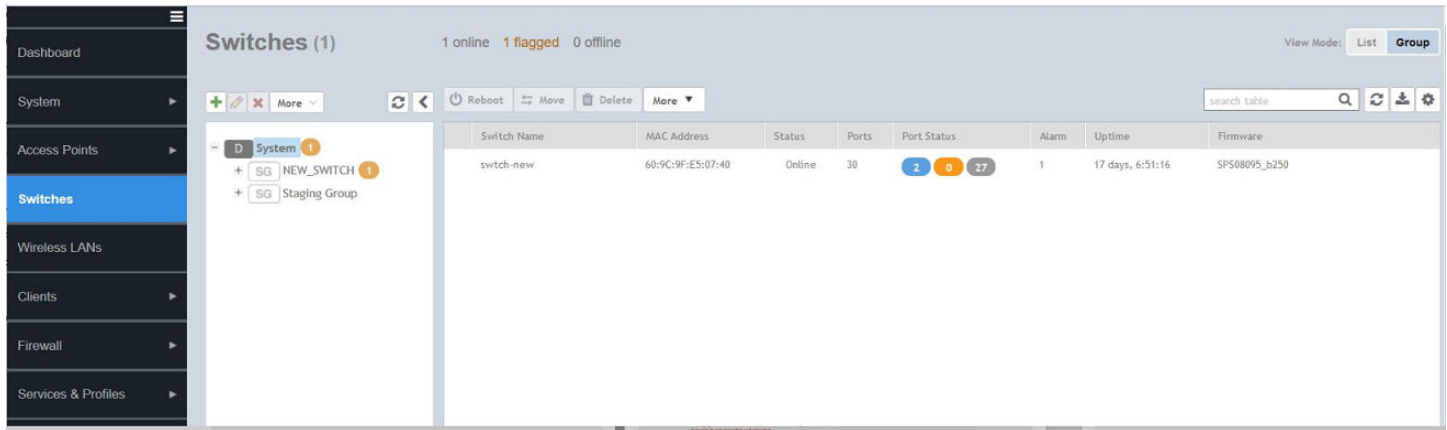 Dashboard
System
Access Points
Switches
Wireless LANs
Clients
Firewall
Services & Profiles
Switches (1)
1 online 1 flagged 0 offline
View Mode: List Group
More
Reboot Move Delete More
search table
D System 1
SG NEW_SWITCH 1
SG Staging Group
Switch Name MAC Address Status Ports Port Status Alarm Uptime Firmware
swtch-new 60:9C:9F:E5:07:40 Online 30 2 0 27 1 17 days, 6:51:16 SPS08095_b250